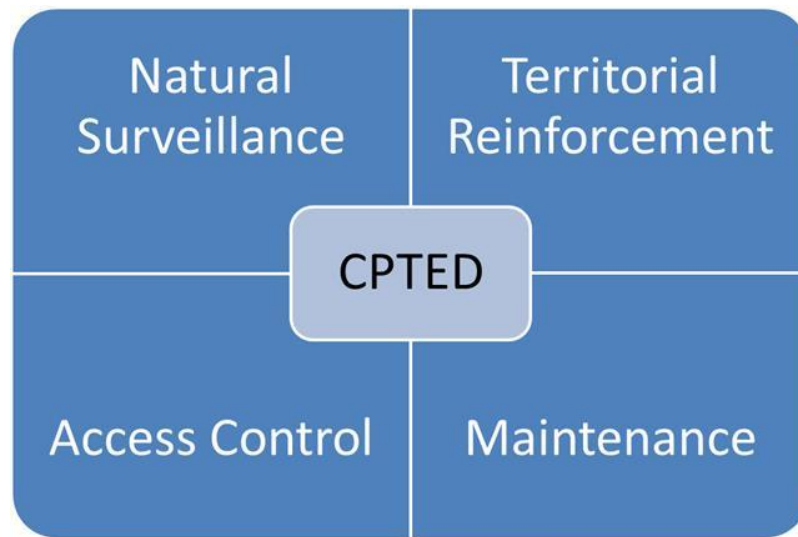 Natural
Surveillance
Territorial
Reinforcement
CPTED
Access Control
Maintenance